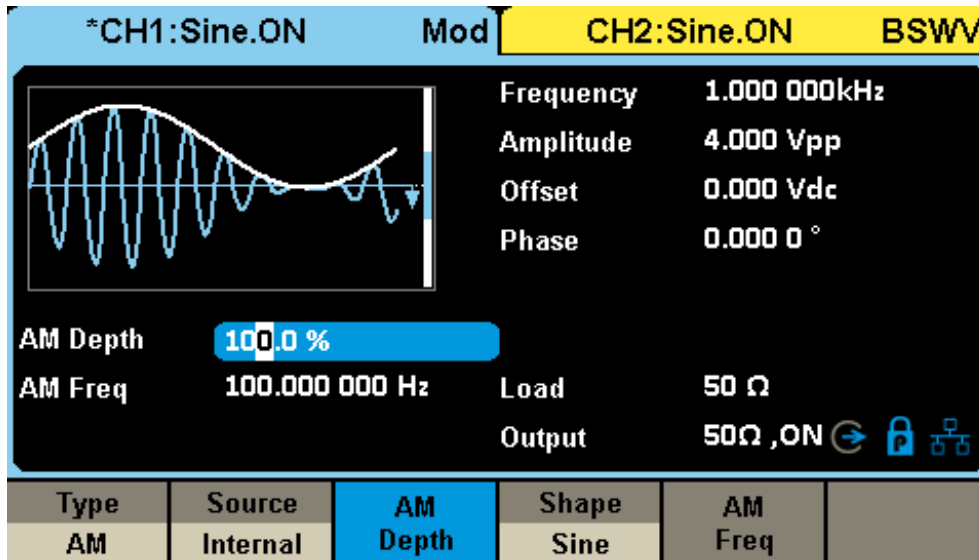 *CH1:Sine.ON Mod CH2:Sine.ON BSWV
Frequency 1.000 000kHz
Amplitude 4.000 Vpp
Offset 0.000 Vdc
Phase 0.000 0 °
AM Depth 100.0 %
AM Freq 100.000 000 Hz Load 50 Ω
Output 50Ω ,ON P
Type Source AM Shape AM
AM Internal Depth Sine Freq